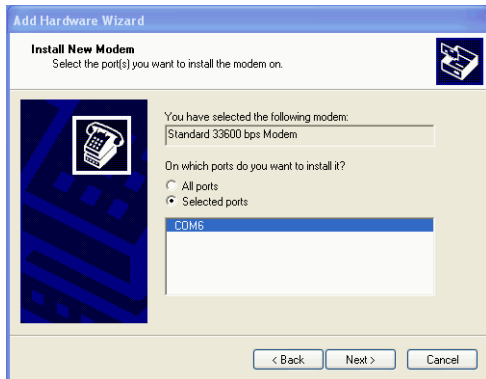 Add Hardware Wizard
Install New Modem
Select the port(s) you want to install the modem on.
You have selected the following modem:
Standard 33600 bps Modem
On which ports do you want to install it?
All ports
Selected ports
COM6
< Back
Next >
Cancel